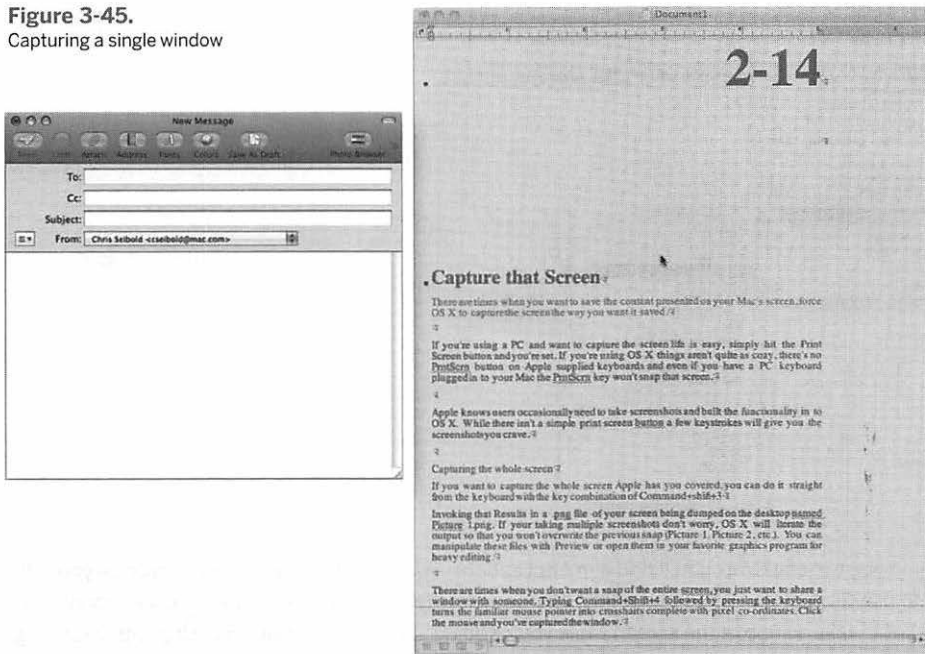 Figure 3-45.
Capturing a single window
New Message
Attach Address Fonts Colors Save As Draft Photo Browser
To:
Cc:
Subject:
From: Chris Seibold <ccseibold@mac.com>
Document1
2-14
Capture that Screen
There are times when you want to save the content presented on your Mac's screen, force
OS X to capture the screen the way you want it saved
If you're using a PC and want to capture the screen life is easy, simply hit the Print
Screen button and you're set. If you're using OS X things aren't quite as cozy, there's no
PrntScrn button on Apple supplied keyboards and even if you have a PC keyboard
plugged in to your Mac the PrntScrn key won't snap that screen.
Apple knows users occasionally need to take screenshots and built the functionality in to
OS X. While there isn't a simple print screen button a few keystrokes will give you the
screenshots you crave.
Capturing the whole screen
If you want to capture the whole screen Apple has you covered, you can do it straight
from the keyboard with the key combination of Command+shift+3
Invoking that Results in a .png file of your screen being dumped on the desktop named
Picture 1.png. If your taking multiple screenshots don't worry, OS X will iterate the
output so that you won't overwrite the previous snap (Picture 1, Picture 2, etc.). You can
manipulate these files with Preview or open them in your favorite graphics program for
heavy editing.
There are times when you don't want a snap of the entire screen, you just want to share a
window with someone. Typing Command+Shift+4 followed by pressing the keyboard
turns the familiar mouse pointer into crosshairs complete with pixel co-ordinates. Click
the mouse and you've captured the window.